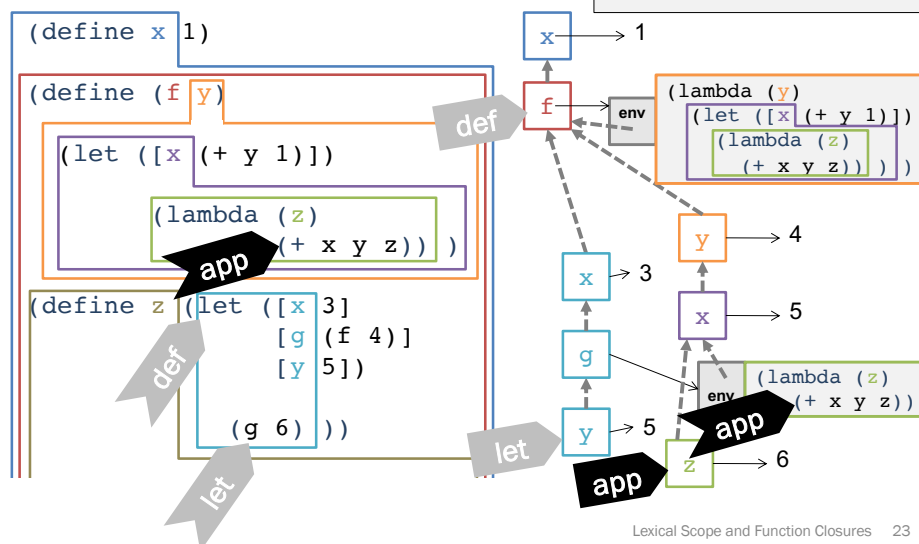 (define x 1)
(define (f y)
(let ([x (+ y 1)])
(lambda (z)
(+ x y z)) )
app
(define z (let ([x 3]
[g (f 4)]
[y 5])
def
(g 6) ))
let
x 1
def
f
env
(lambda (y)
(let ([x (+ y 1)])
(lambda (z)
(+ x y z)) ) )
y 4
x 3
x 5
g
env
(lambda (z)
(+ x y z))
app
let
y 5
app
z 6
Lexical Scope and Function Closures 23